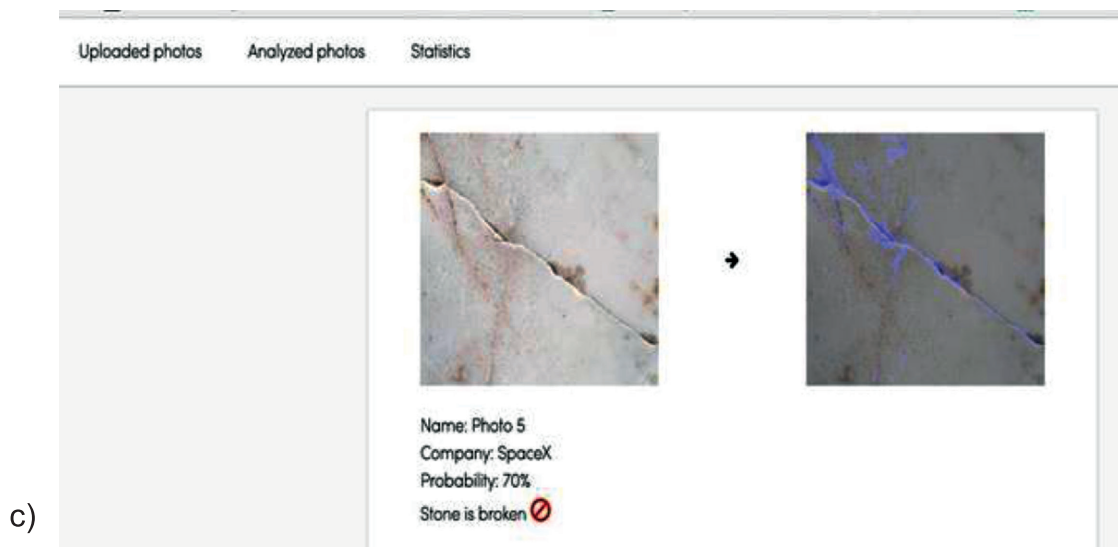 Uploaded photos Analyzed photos Statistics
Name: Photo 5
Company: SpaceX
Probability: 70%
Stone is broken
c)